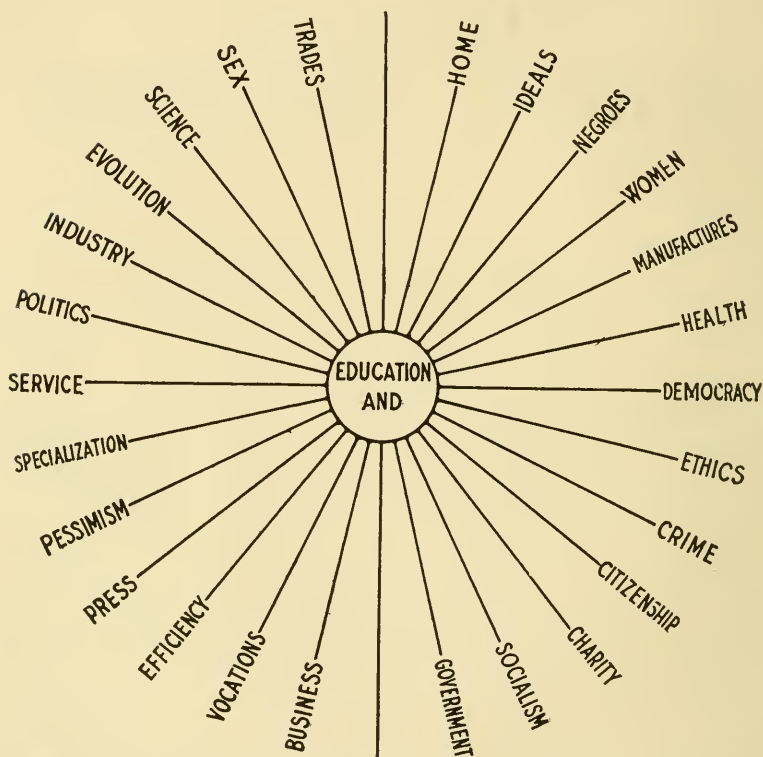 EDUCATION
AND
HOME
IDEALS
NEGROES
WOMEN
MANUFACTURES
HEALTH
DEMOCRACY
ETHICS
CRIME
CITIZENSHIP
CHARITY
SOCIALISM
GOVERNMENT
BUSINESS
VOCATIONS
EFFICIENCY
PRESS
PESSIMISM
SPECIALIZATION
SERVICE
POLITICS
INDUSTRY
EVOLUTION
SCIENCE
SEX
TRADES